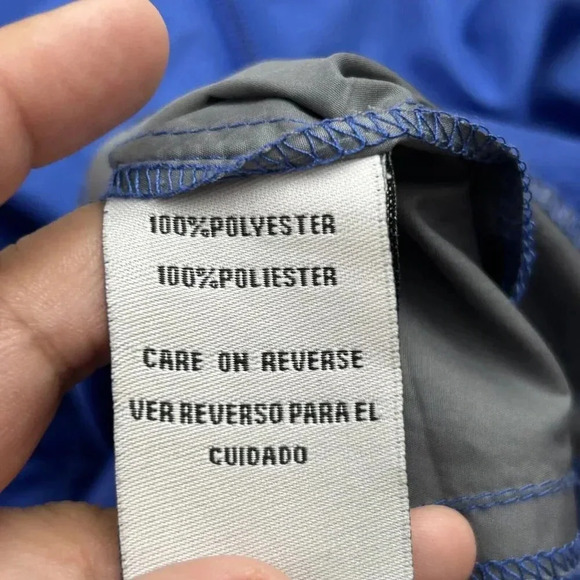 100%POLYESTER
100%POLIESTER
CARE ON REVERSE
VER REVERSO PARA EL
CUIDADO